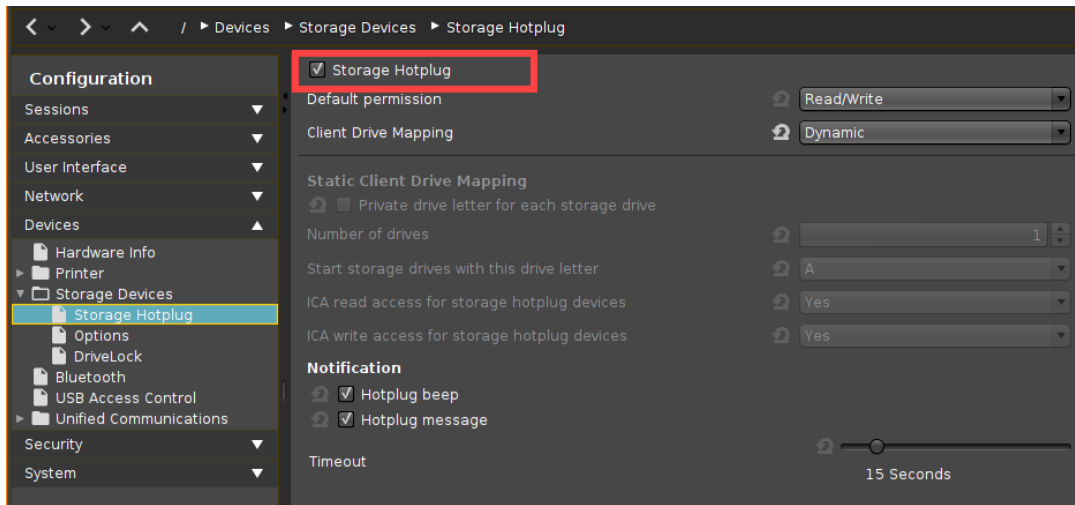 / Devices Storage Devices Storage Hotplug
Configuration
Sessions
Accessories
User Interface
Network
Devices
Hardware Info
Printer
Storage Devices
Storage Hotplug
Options
DriveLock
Bluetooth
USB Access Control
Unified Communications
Security
System
Storage Hotplug
Default permission Read/Write
Client Drive Mapping Dynamic
Static Client Drive Mapping
Private drive letter for each storage drive
Number of drives 1
Start storage drives with this drive letter A
ICA read access for storage hotplug devices Yes
ICA write access for storage hotplug devices Yes
Notification
Hotplug beep
Hotplug message
Timeout
15 Seconds